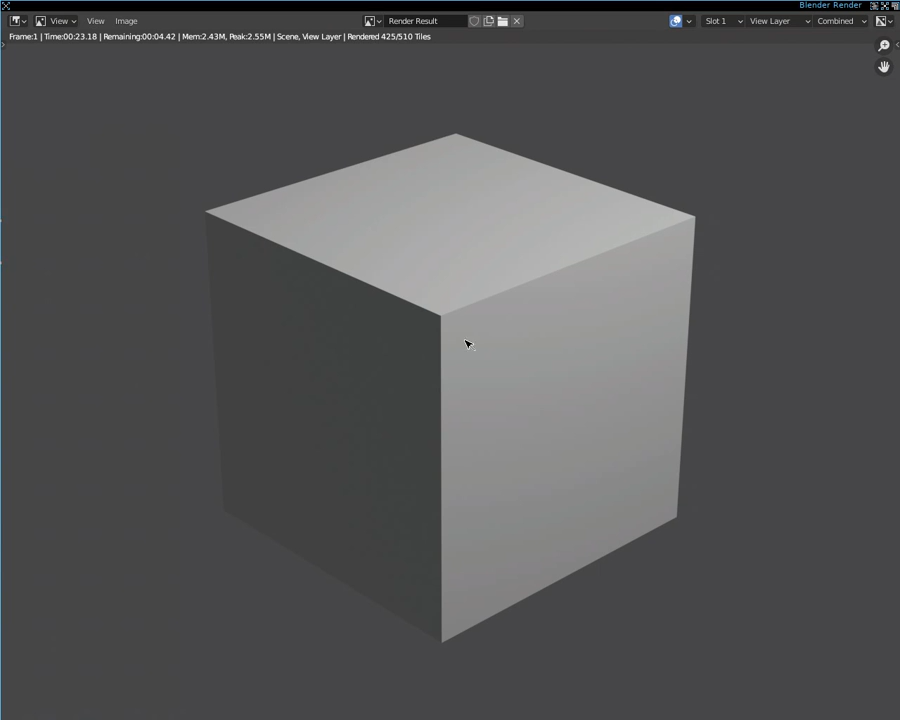 Blender Render
View View Image Render Result Slot 1 View Layer Combined
Frame:1 | Time:00:23.18 | Remaining:00:04.42 | Mem:2.43M, Peak:2.55M | Scene, View Layer | Rendered 425/510 Tiles